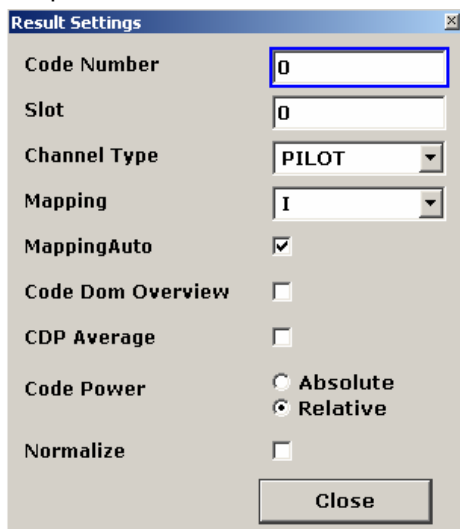 Result Settings
Code Number 0
Slot 0
Channel Type PILOT
Mapping I
MappingAuto
Code Dom Overview
CDP Average
Code Power Absolute
Relative
Normalize
Close